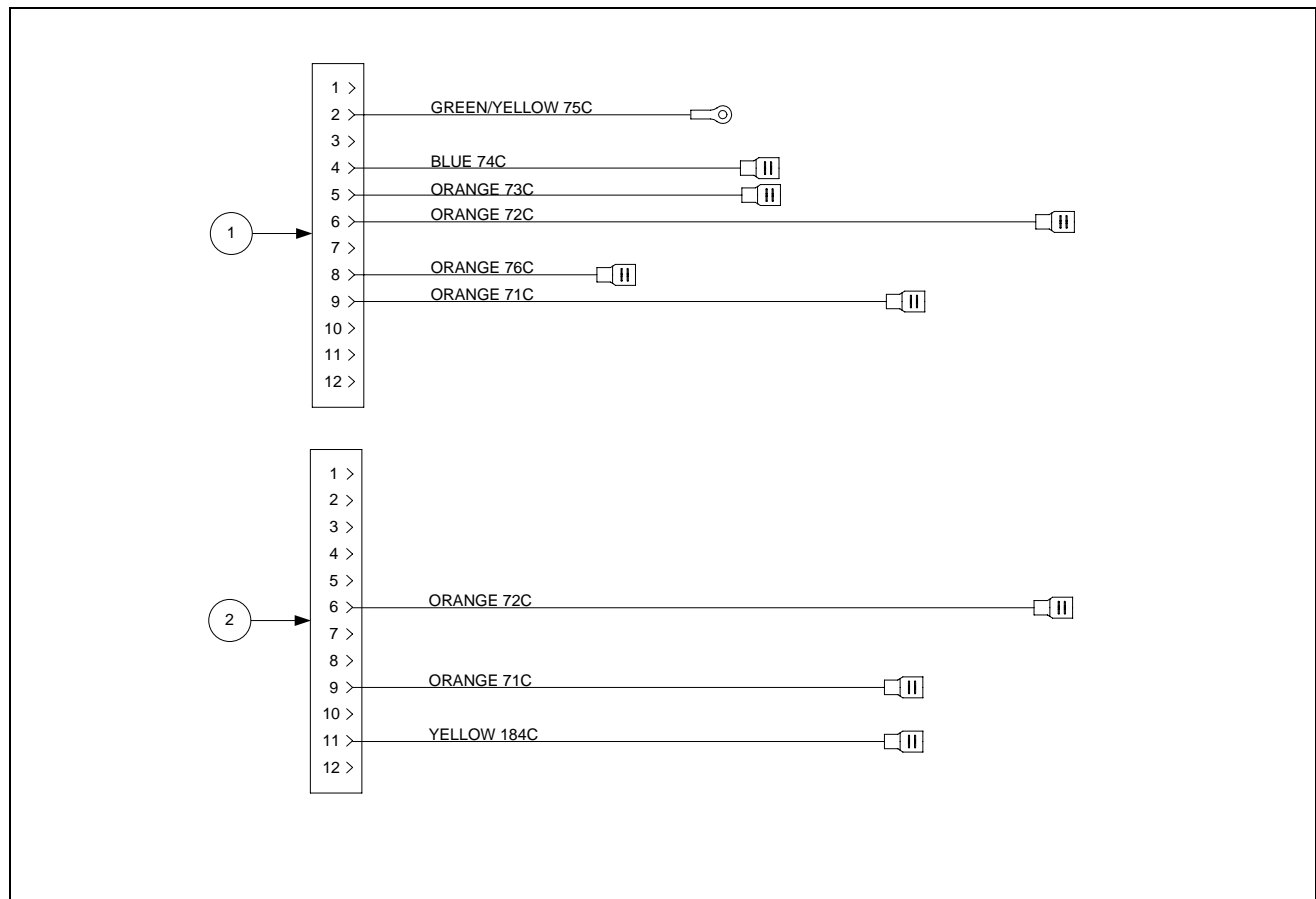 1
2 GREEN/YELLOW 75C
3
4 BLUE 74C
5 ORANGE 73C
6 ORANGE 72C
1
7
8 ORANGE 76C
9 ORANGE 71C
10
11
12
1
2
3
4
5
6 ORANGE 72C
2
7
8
9 ORANGE 71C
10
11 YELLOW 184C
12